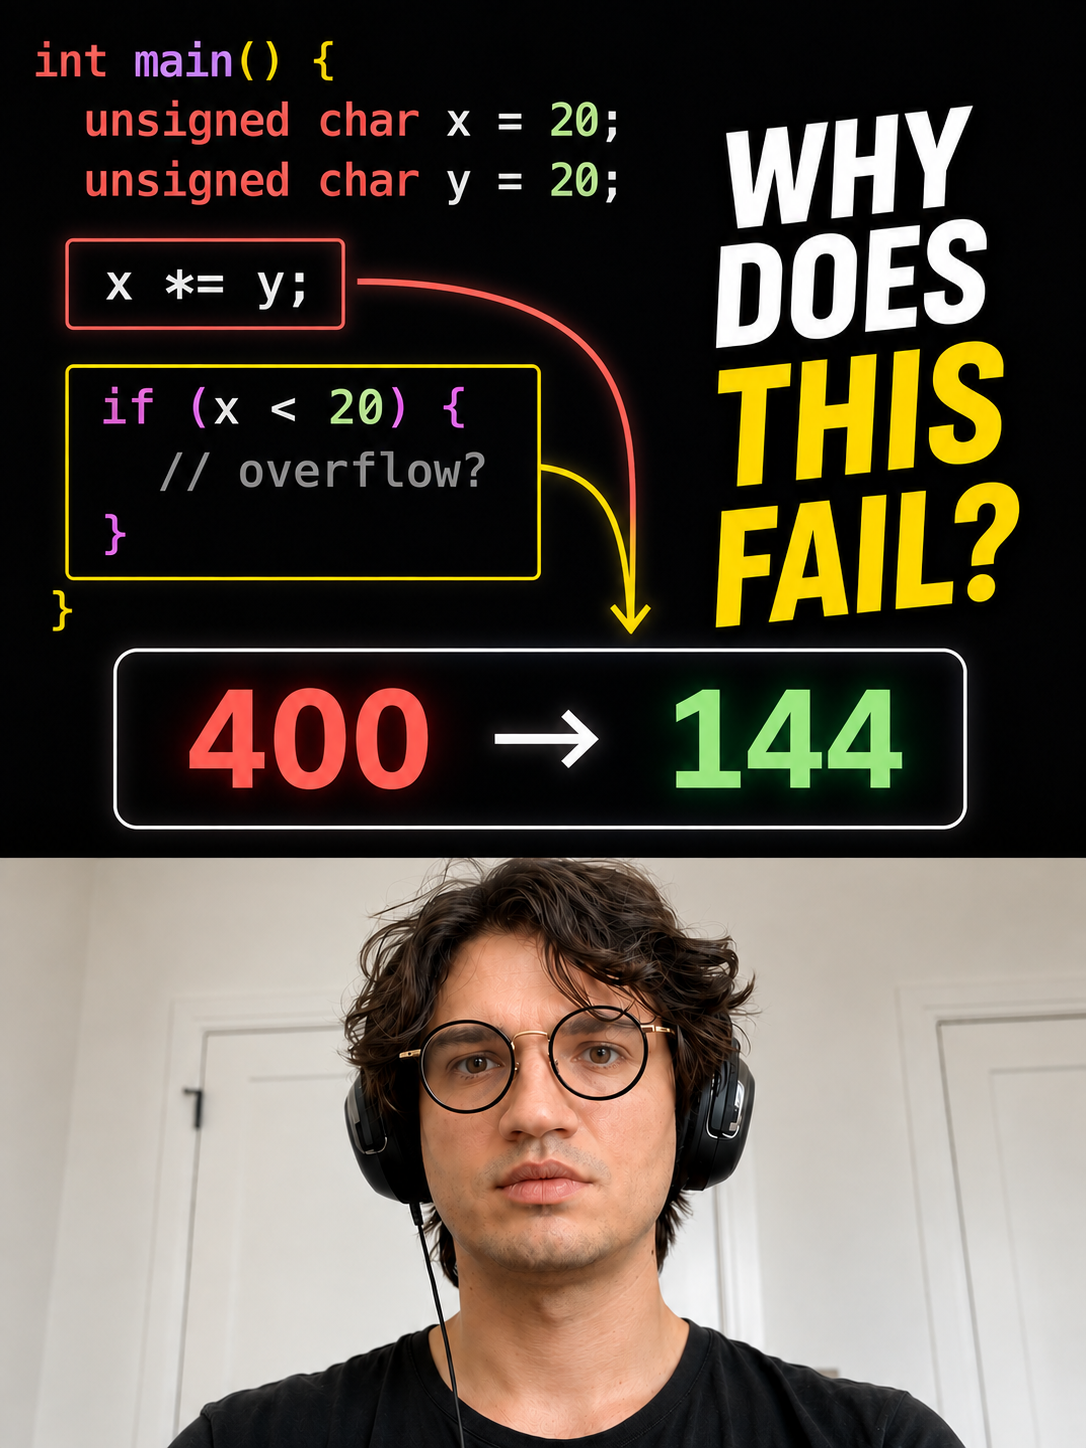 int main() {
unsigned char x = 20;
unsigned char y = 20;
x *= y;
if (x < 20) {
// overflow?
}
}
WHY
DOES
THIS
FAIL?
400 → 144